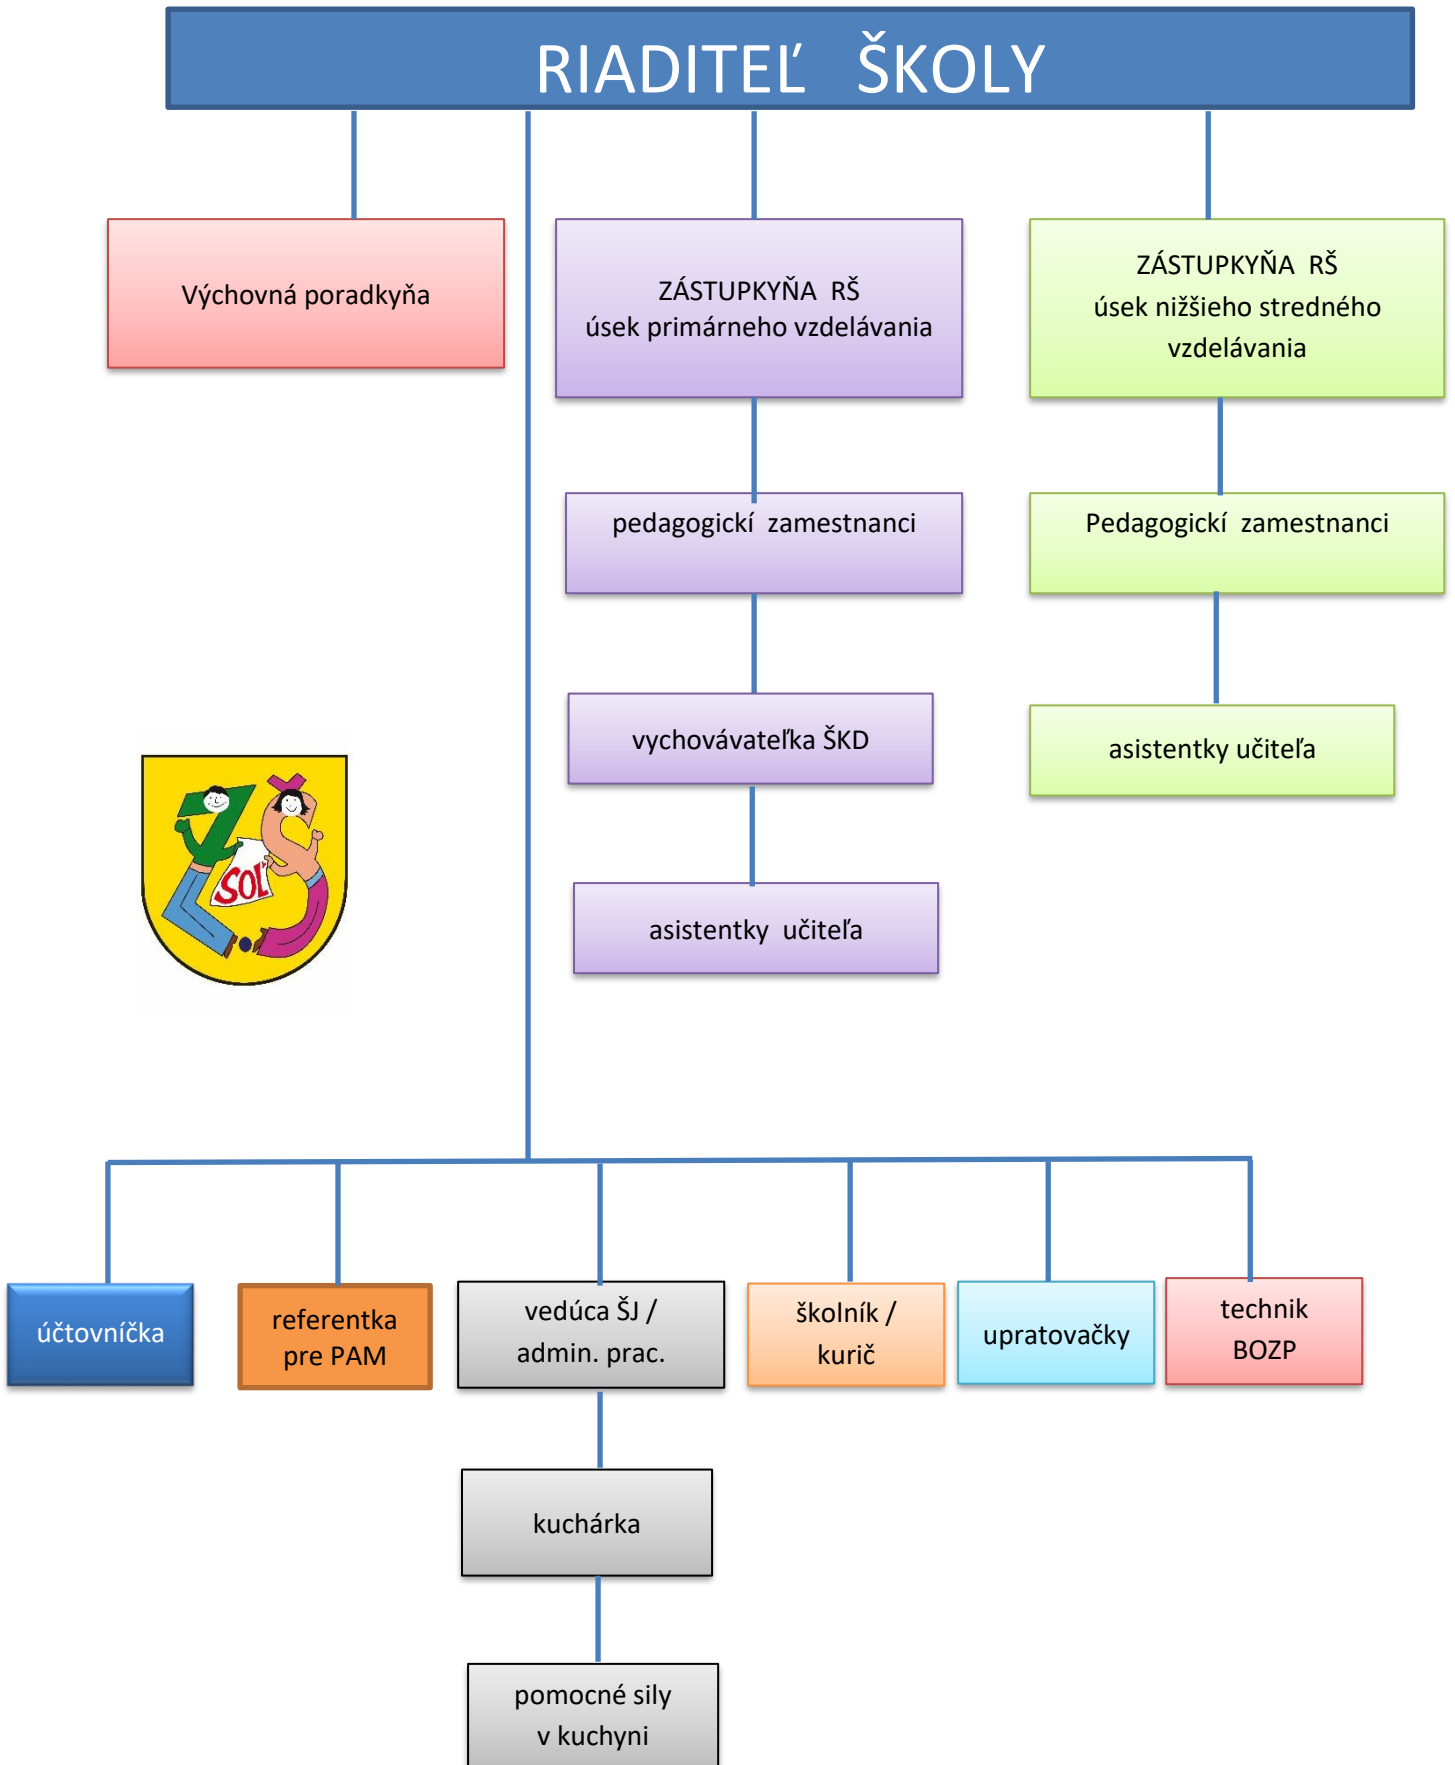 RIADITEĽ ŠKOLY
Výchovná poradkyňa
ZÁSTUPKYŇA RŠ
úsek primárneho vzdelávania
ZÁSTUPKYŇA RŠ
úsek nižšieho stredného
vzdelávania
pedagogickí zamestnanci
Pedagogickí zamestnanci
vychovávateľka ŠKD
asistentky učiteľa
asistentky učiteľa
ZŠ
SOĽ
účtovníčka
referentka
pre PAM
vedúca ŠJ /
admin. prac.
školník /
kurič
upratovačky
technik
BOZP
kuchárka
pomocné sily
v kuchyni